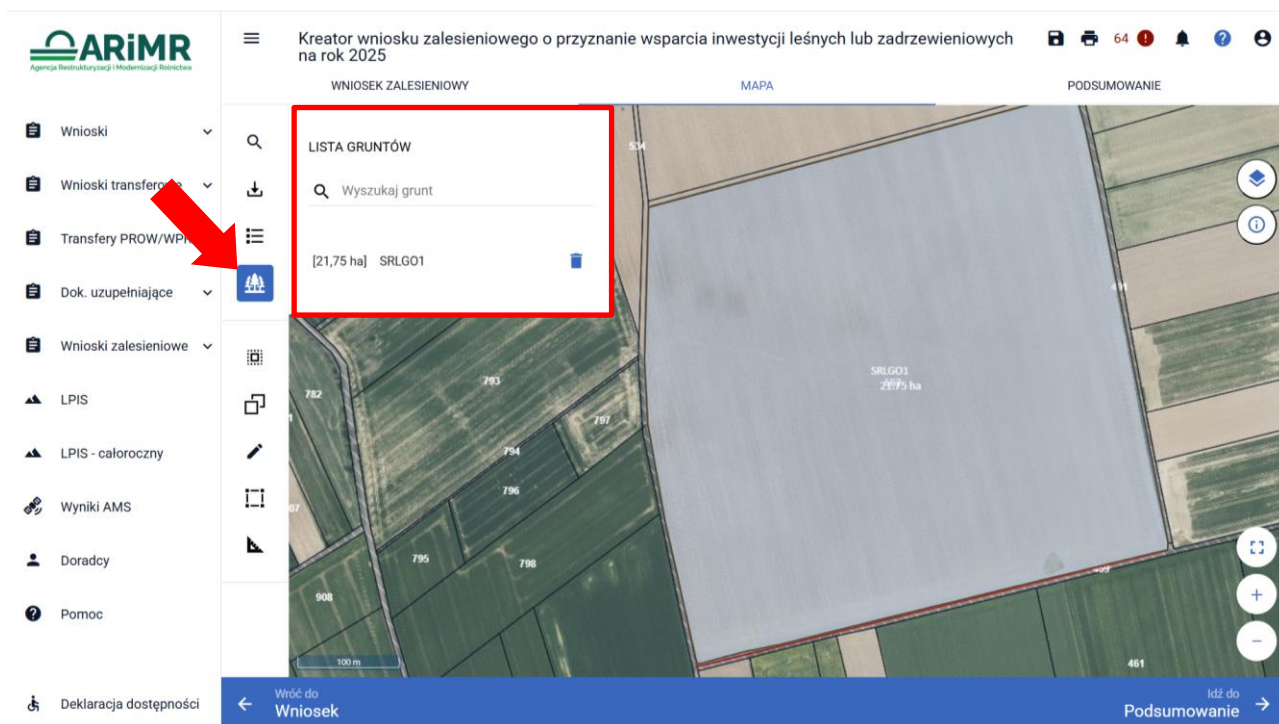 ARiMR
Agencja Restrukturyzacji i Modernizacji Rolnictwa
Kreator wniosku zalesieniowego o przyznanie wsparcia inwestycji leśnych lub zadrzewieniowych
na rok 2025
64
WNIOSEK ZALESIENIOWY
MAPA
PODSUMOWANIE
Wnioski
Wnioski transferowe
Transfery PROW/WPR
Dok. uzupełniające
Wnioski zalesieniowe
LPIS
LPIS - całoroczny
Wyniki AMS
Doradcy
Pomoc
Deklaracja dostępności
LISTA GRUNTÓW
Wyszukaj grunt
[21,75 ha] SRLGO1
534
491
SRLGO1
21.75 ha
793
782
797
794
796
795
798
908
461
100 m
Wróć do
Wniosek
Idź do
Podsumowanie